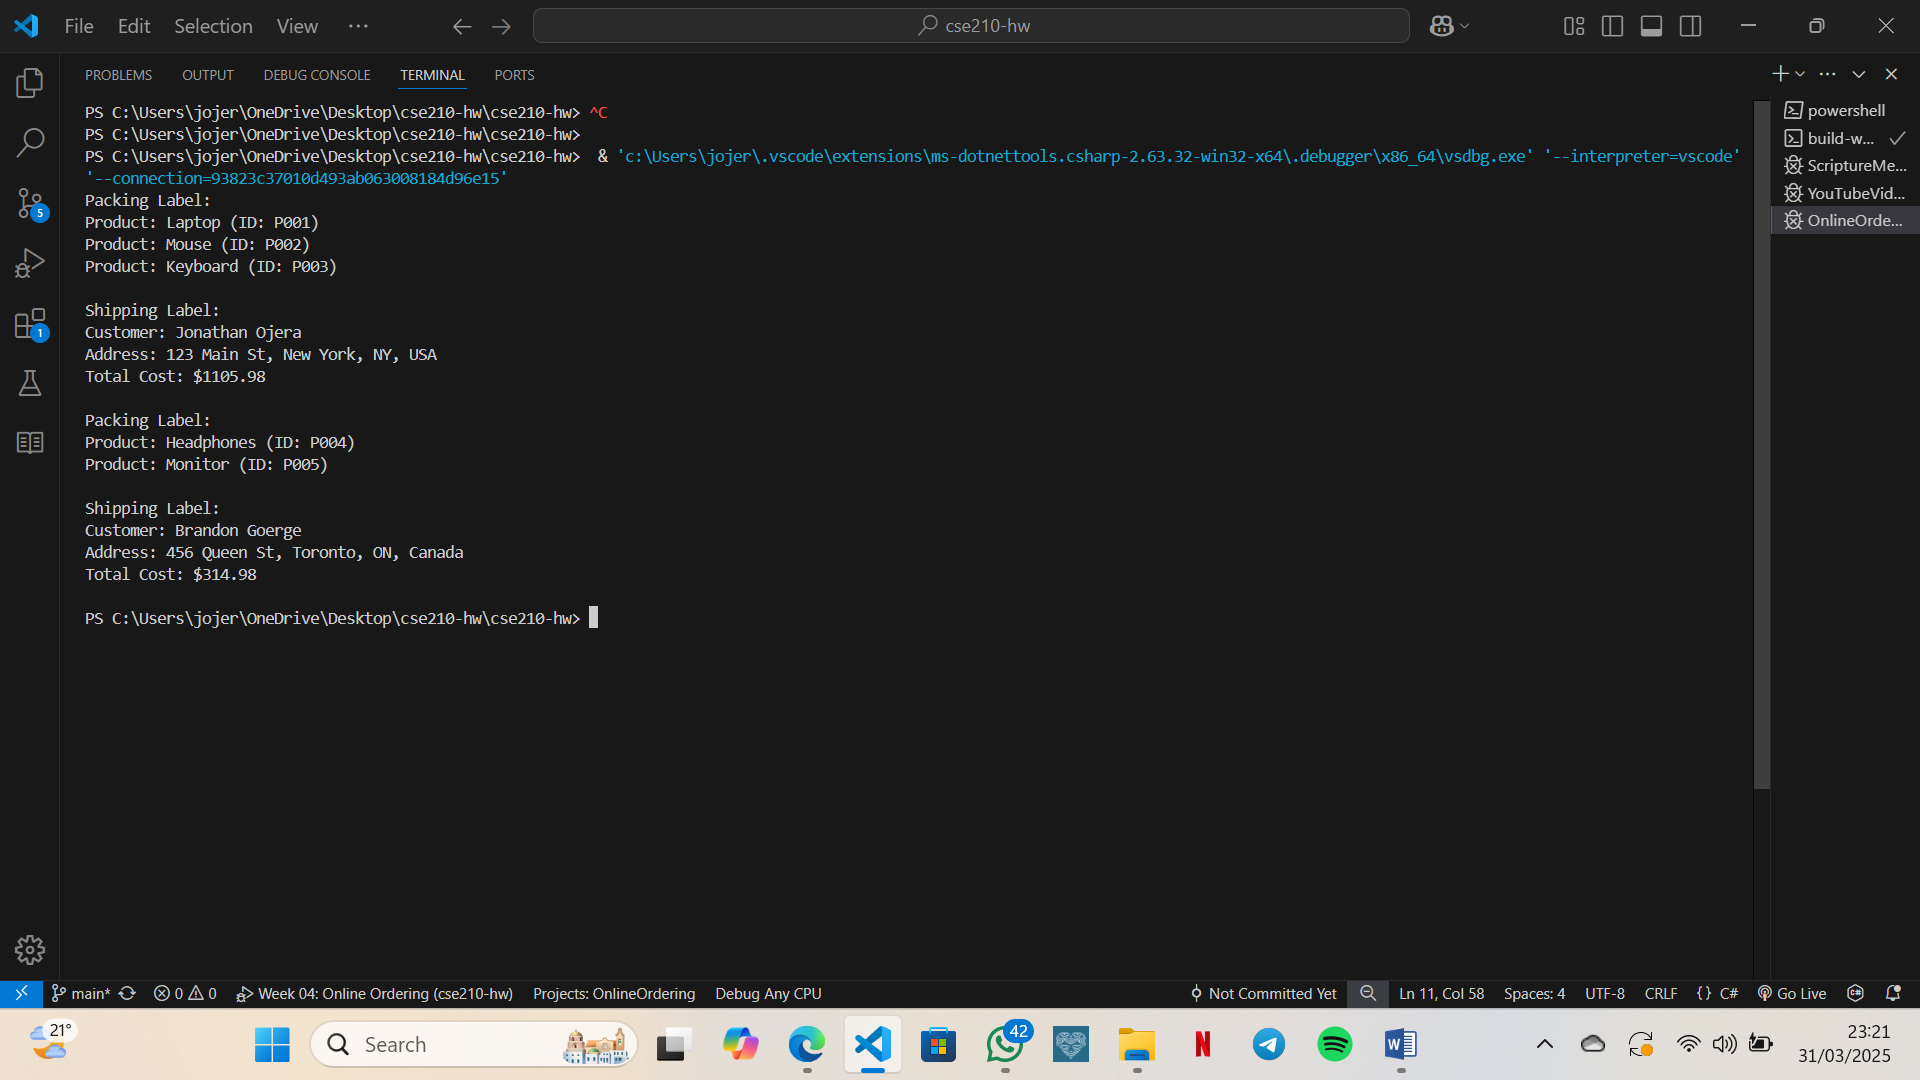 File Edit Selection View ··· cse210-hw
PROBLEMS OUTPUT DEBUG CONSOLE TERMINAL PORTS
PS C:\Users\jojer\OneDrive\Desktop\cse210-hw\cse210-hw> ^C
PS C:\Users\jojer\OneDrive\Desktop\cse210-hw\cse210-hw>
PS C:\Users\jojer\OneDrive\Desktop\cse210-hw\cse210-hw>  & 'c:\Users\jojer\.vscode\extensions\ms-dotnettools.csharp-2.63.32-win32-x64\.debugger\x86_64\vsdbg.exe' '--interpreter=vscode'
'--connection=93823c37010d493ab063008184d96e15'
Packing Label:
Product: Laptop (ID: P001)
Product: Mouse (ID: P002)
Product: Keyboard (ID: P003)
Shipping Label:
Customer: Jonathan Ojera
Address: 123 Main St, New York, NY, USA
Total Cost: $1105.98
Packing Label:
Product: Headphones (ID: P004)
Product: Monitor (ID: P005)
Shipping Label:
Customer: Brandon Goerge
Address: 456 Queen St, Toronto, ON, Canada
Total Cost: $314.98
PS C:\Users\jojer\OneDrive\Desktop\cse210-hw\cse210-hw>
powershell
build-w...
ScriptureMe...
YouTubeVid...
OnlineOrde...
5
1
main* 0 0 Week 04: Online Ordering (cse210-hw) Projects: OnlineOrdering Debug Any CPU Not Committed Yet Ln 11, Col 58 Spaces: 4 UTF-8 CRLF {} C# Go Live
21° Search 42 23:21
31/03/2025